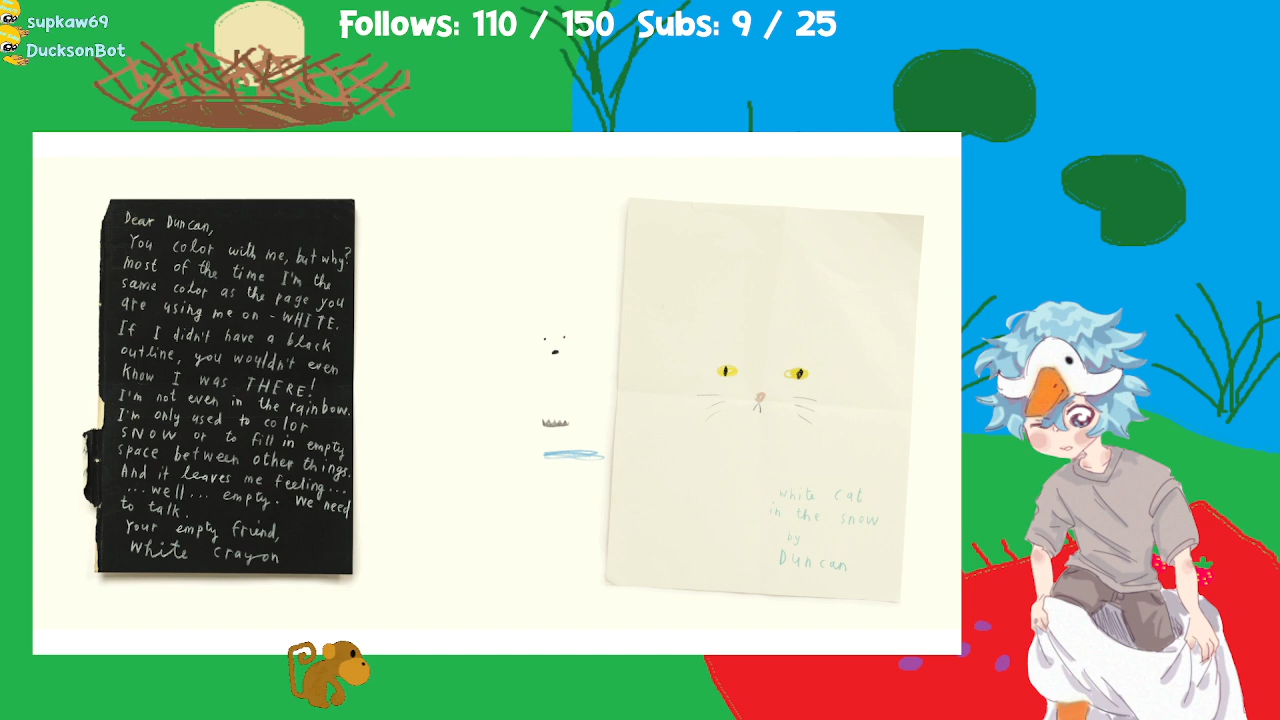 supkaw69
DucksonBot
Follows: 110 / 150 Subs: 9 / 25
Dear Duncan,
You color with me, but why?
Most of the time I'm the
same color as the page you
are using me on - WHITE.
If I didn't have a black
outline, you wouldn't even
know I was THERE!
I'm not even in the rainbow.
I'm only used to color
SNOW or to fill in empty
space between other things.
And it leaves me feeling...
...well... empty. We need
to talk.
Your empty friend,
White Crayon
white cat
in the snow
by
Duncan